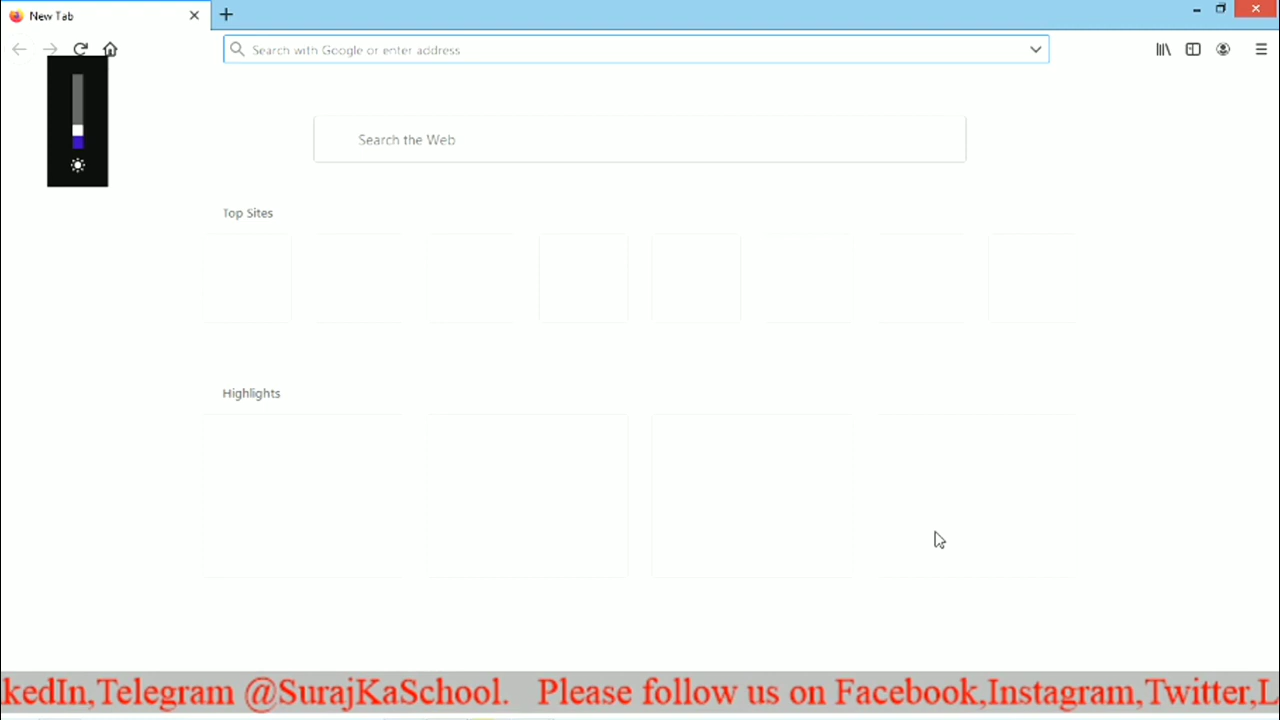 New Tab
Search with Google or enter address
Search the Web
Top Sites
Highlights
kedIn,Telegram @SurajKaSchool. Please follow us on Facebook,Instagram,Twitter,L